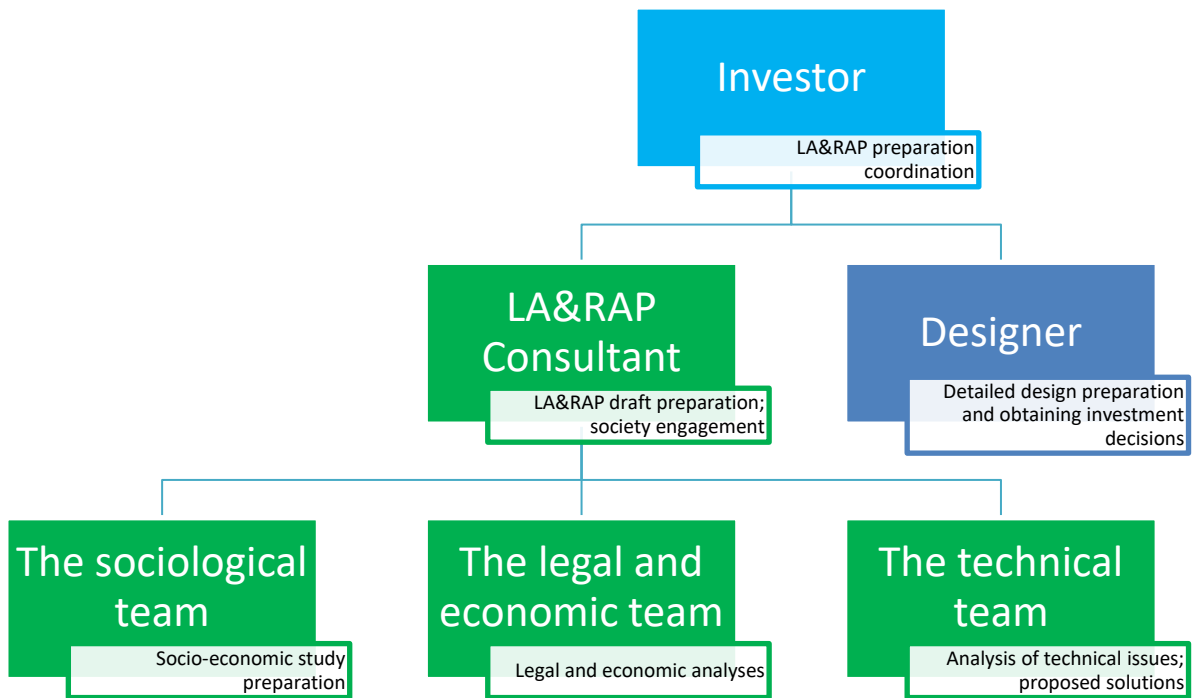 Investor
LA&RAP preparation
coordination
LA&RAP
Consultant
LA&RAP draft preparation;
society engagement
Designer
Detailed design preparation
and obtaining investment
decisions
The sociological
team
Socio-economic study
preparation
The legal and
economic team
Legal and economic analyses
The technical
team
Analysis of technical issues;
proposed solutions